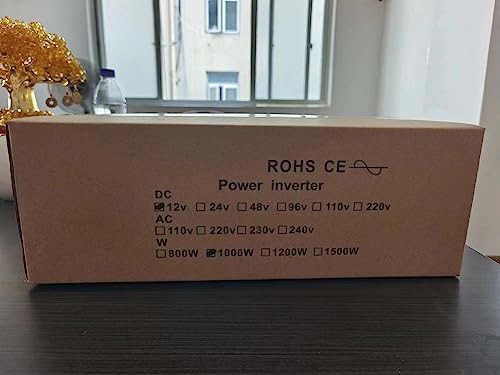 ROHS CE
Power inverter
DC
12v 24v 48v 96v 110v 220v
AC
110v 220v 230v 240v
W
800W 1000W 1200W 1500W